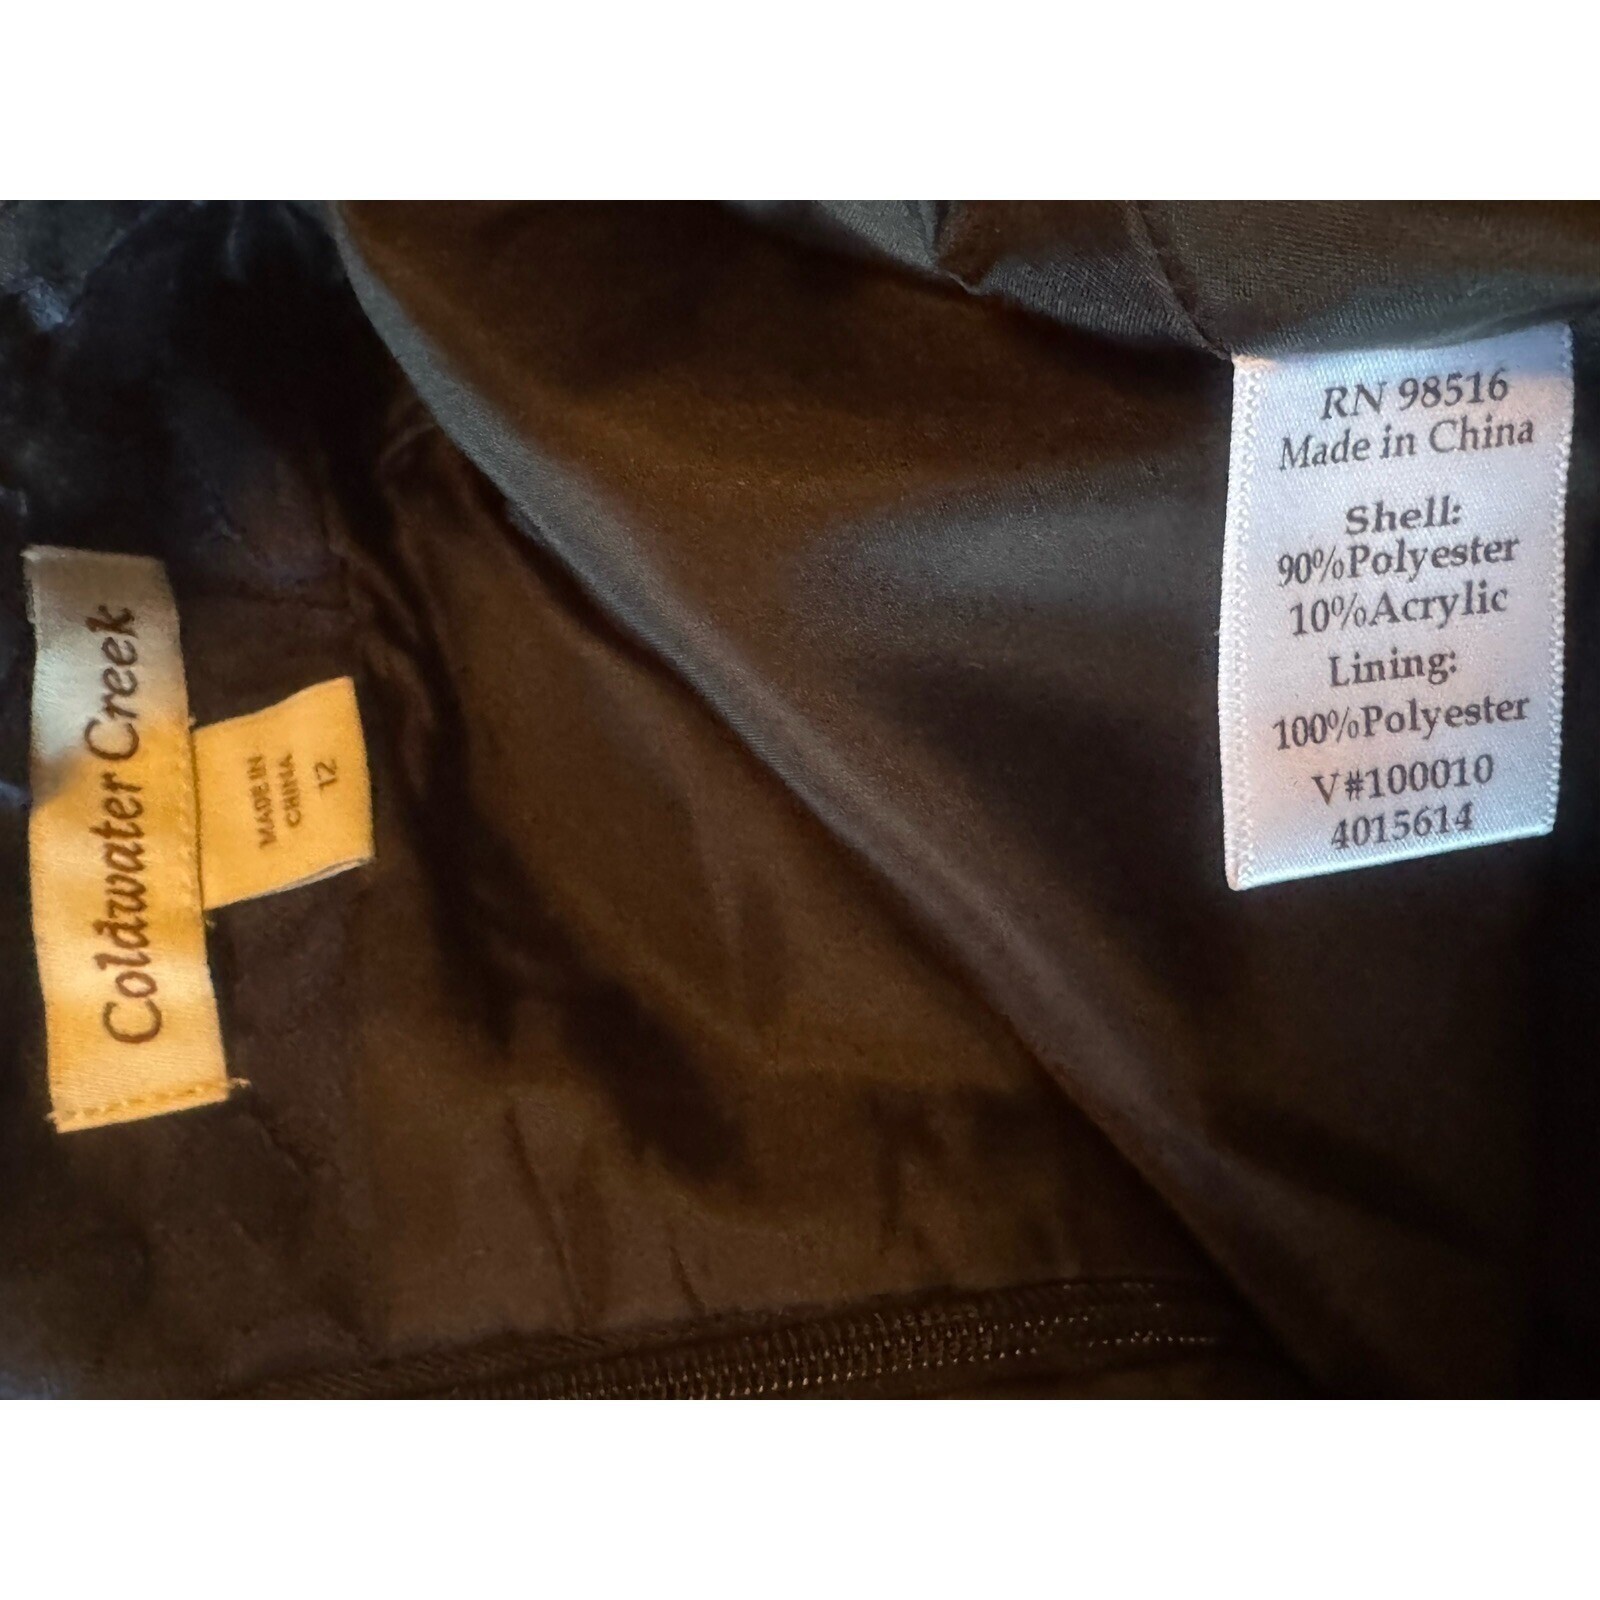 Coldwater Creek
MADE IN
CHINA
12
RN 98516
Made in China
Shell:
90%Polyester
10%Acrylic
Lining:
100%Polyester
V#100010
4015614